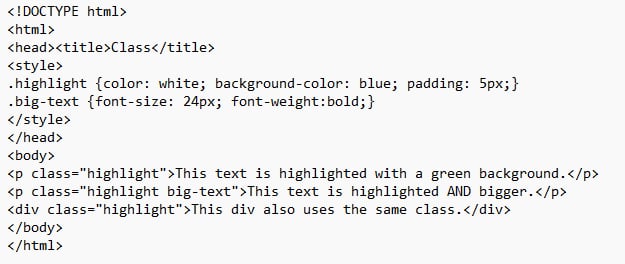 <!DOCTYPE html>
<html>
<head><title>Class</title>
<style>
.highlight {color: white; background-color: blue; padding: 5px;}
.big-text {font-size: 24px; font-weight:bold;}
</style>
</head>
<body>
<p class="highlight">This text is highlighted with a green background.</p>
<p class="highlight big-text">This text is highlighted AND bigger.</p>
<div class="highlight">This div also uses the same class.</div>
</body>
</html>